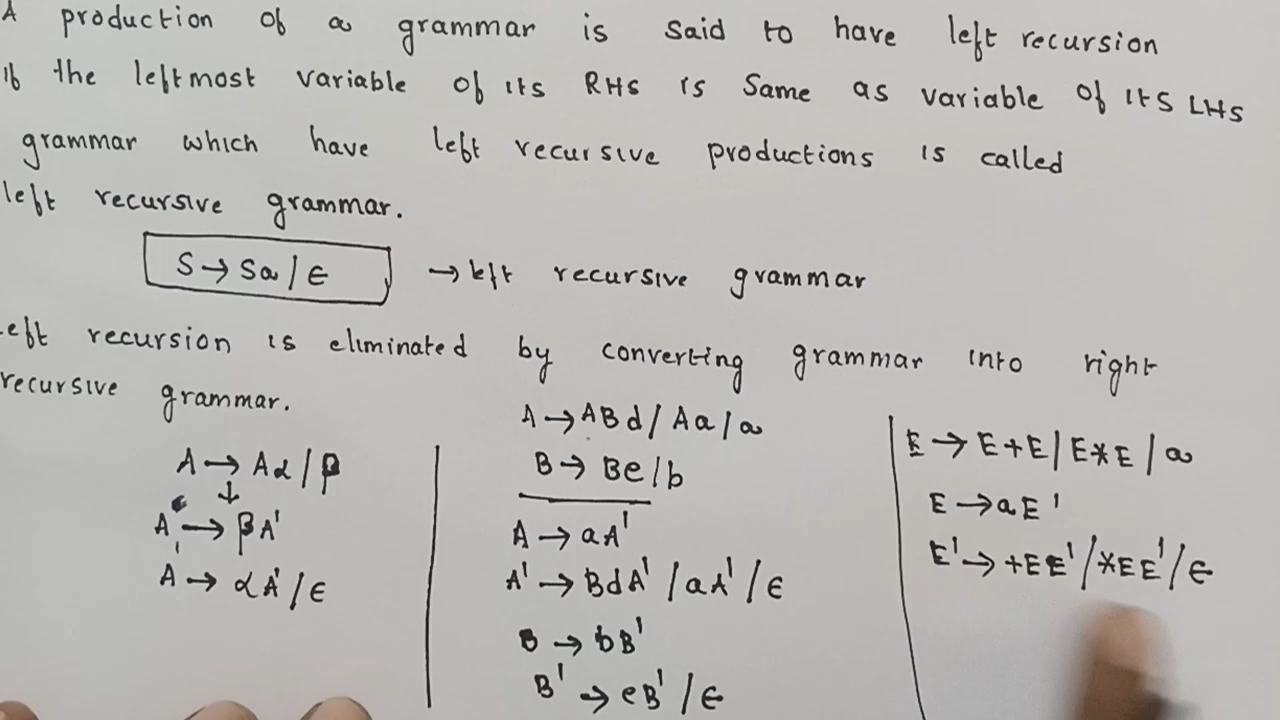 A production of a grammar is said to have left recursion
if the leftmost variable of its RHS is same as variable of its LHS
grammar which have left recursive productions is called
left recursive grammar.
S → Sa / ϵ → left recursive grammar
Left recursion is eliminated by converting grammar into right
recursive grammar.
A → Aα / β
↓
A → βA'
A' → αA' / ϵ
A → ABd / Aa / a
B → Be / b
A → aA'
A' → BdA' / aA' / ϵ
B → bB'
B' → eB' / ϵ
E → E+E / E*E / a
E → aE'
E' → +EE' / *EE' / ϵ